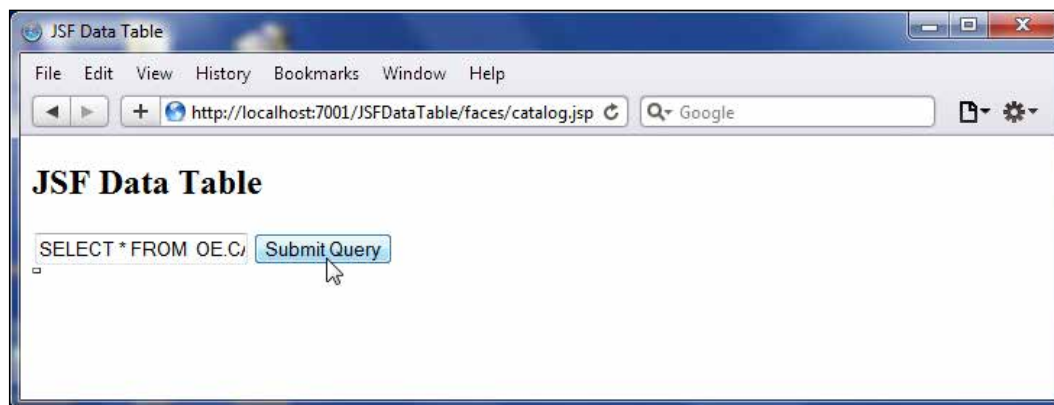 JSF Data Table
File Edit View History Bookmarks Window Help
http://localhost:7001/JSFDataTable/faces/catalog.jsp Google
JSF Data Table
SELECT * FROM OE.CA Submit Query